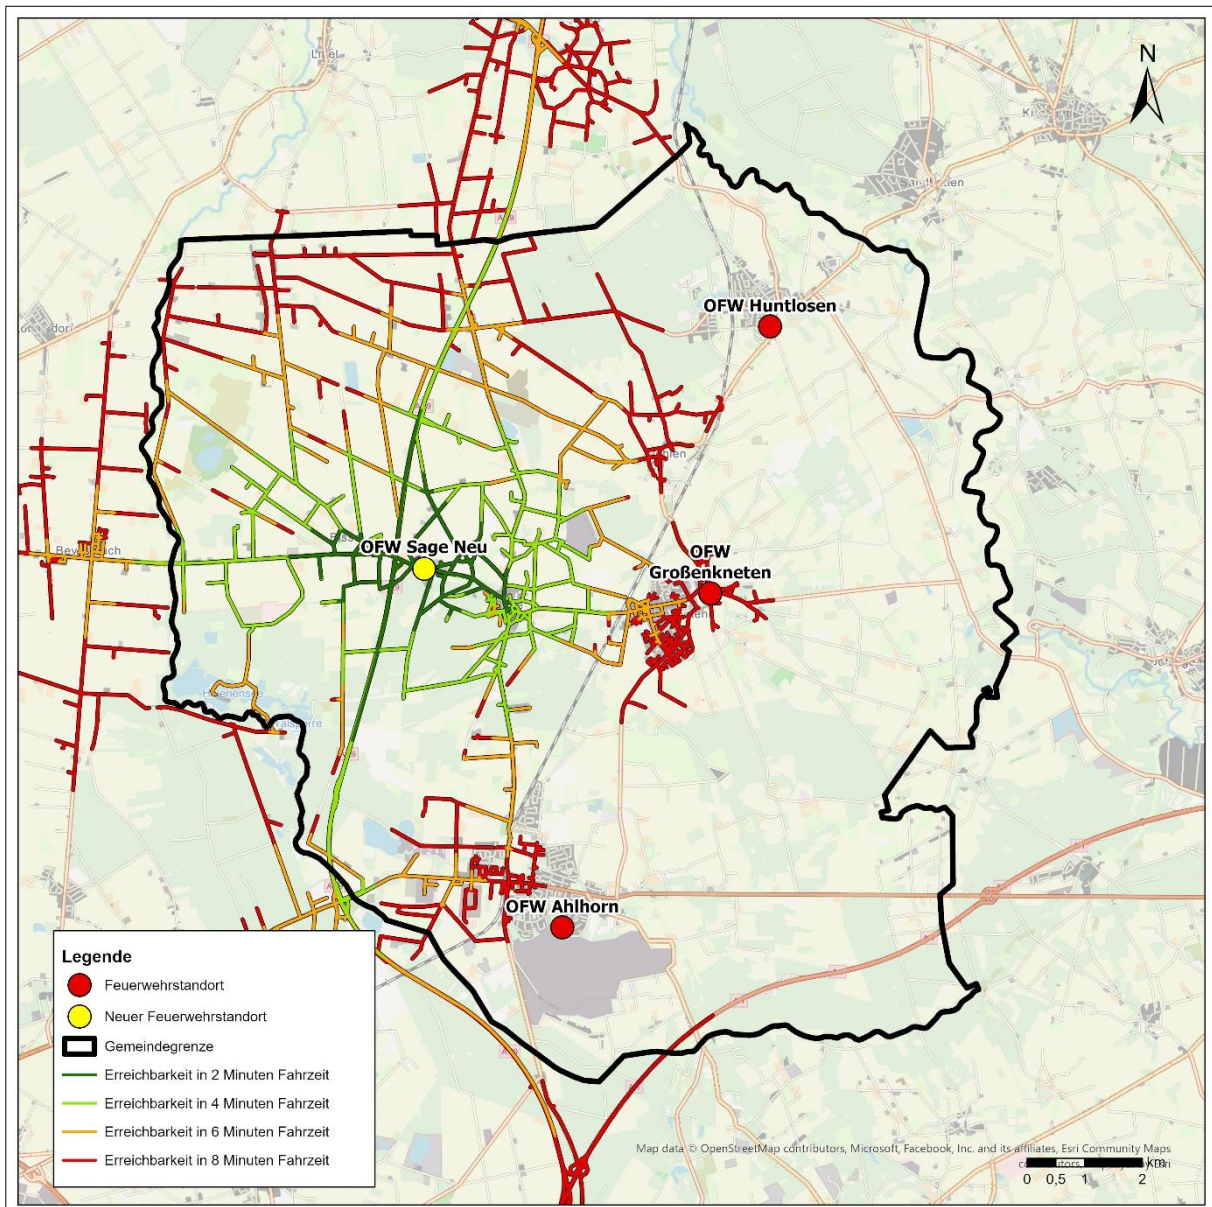 N
OFW Huntlosen
OFW Sage Neu
OFW
Großenkneten
OFW Ahlhorn
Legende
Feuerwehrstandort
Neuer Feuerwehrstandort
Gemeindegrenze
Erreichbarkeit in 2 Minuten Fahrzeit
Erreichbarkeit in 4 Minuten Fahrzeit
Erreichbarkeit in 6 Minuten Fahrzeit
Erreichbarkeit in 8 Minuten Fahrzeit
Map data © OpenStreetMap contributors, Microsoft, Facebook, Inc. and its affiliates, Esri Community Maps
km
0 0,5 1 2